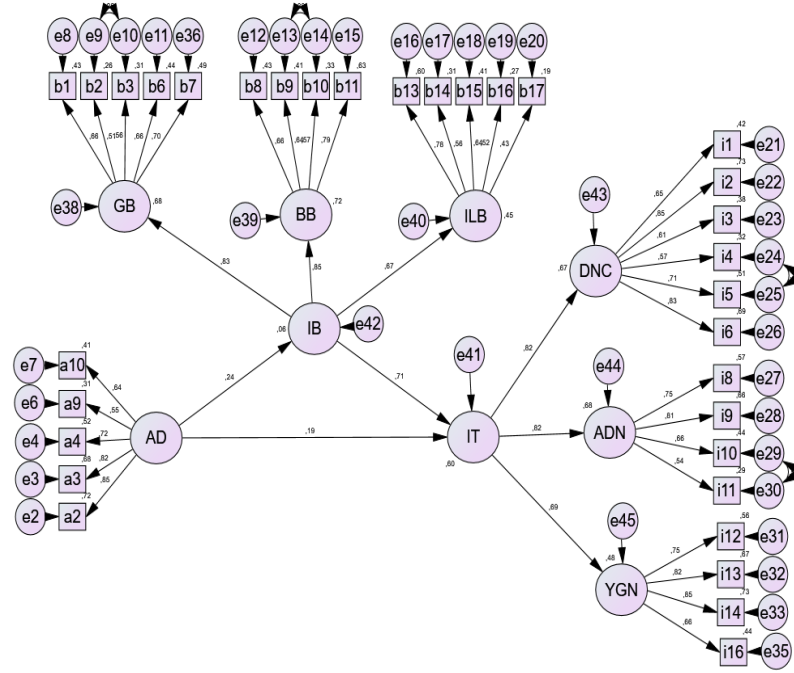 e8 e9 e10 e11 e36 e12 e13 e14 e15 e16 e17 e18 e19 e20
,43 ,26 ,31 ,44 ,49 ,43 ,41 ,33 ,63 ,60 ,31 ,41 ,27 ,19
b1 b2 b3 b6 b7 b8 b9 b10 b11 b13 b14 b15 b16 b17
,66 ,51 ,56 ,66 ,70 ,66 ,64 ,57 ,79 ,56 ,64 ,52 ,43
e38 GB ,68 e39 BB ,72 e40 ILB ,45
,83 ,85 ,67
,06 IB e42
,24 ,71
e7 a10 ,41 ,64
e6 a9 ,31 ,55
e4 a4 ,52 ,72
e3 a3 ,68 ,82
e2 a2 ,72 ,85
AD ,19 e41 IT ,60
,82 ,82 ,69
e43 ,67 DNC
,65 i1 ,42 e21
i2 ,73 e22
,61 i3 ,38 e23
,57 i4 e24
,71 i5 ,51 e25
,83 i6 e26
e44 ,68 ADN
,75 i8 ,57 e27
,81 i9 ,66 e28
,66 i10 ,44 e29
,54 i11 ,29 e30
e45 ,48 YGN
,75 i12 ,56 e31
,82 i13 ,67 e32
i14 ,73 e33
,66 i16 ,44 e35